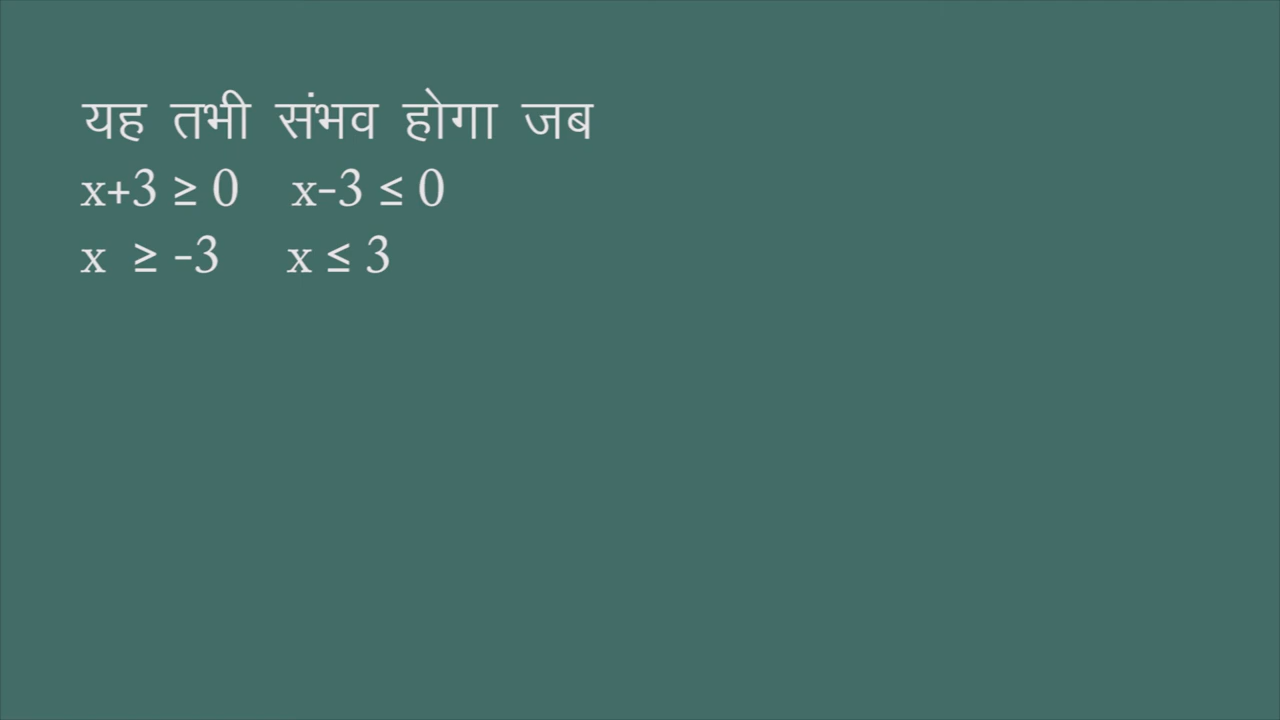 यह तभी संभव होगा जब
x+3 ≥ 0 x-3 ≤ 0
x ≥ -3 x ≤ 3